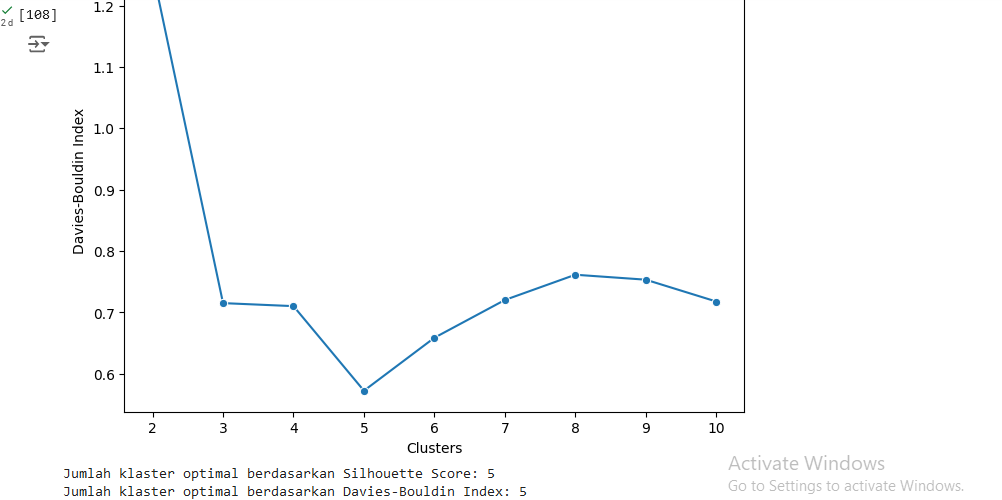 [108]
2 d
1.2
1.1
1.0
0.9
0.8
0.7
0.6
Davies-Bouldin Index
2 3 4 5 6 7 8 9 10
Clusters
Jumlah klaster optimal berdasarkan Silhouette Score: 5
Jumlah klaster optimal berdasarkan Davies-Bouldin Index: 5
Activate Windows
Go to Settings to activate Windows.